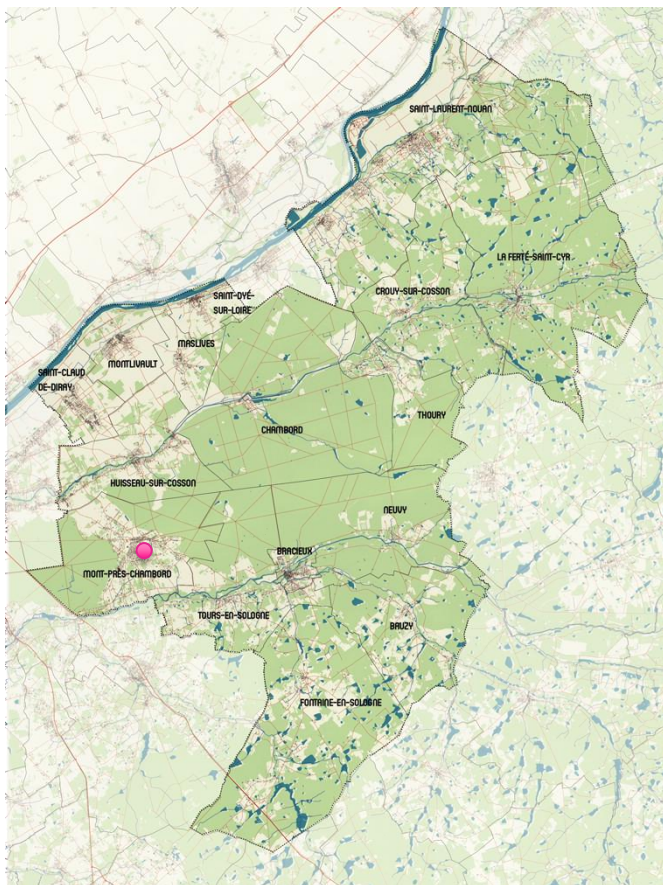 SAINT-LAURENT-NOUAN
LA FERTÉ-SAINT-CYR
CROUY-SUR-COSSON
SAINT-DYÉ-
SUR-LOIRE
MASLIVES
MONTLIVAULT
SAINT-CLAUD
DE-DIRAY
THOURY
CHAMBORD
HUISSEAU-SUR-COSSON
NEUVY
BRACIEUX
MONT-PRÈS-CHAMBORD
TOURS-EN-SOLOGNE
BAUZY
FONTAINE-EN-SOLOGNE